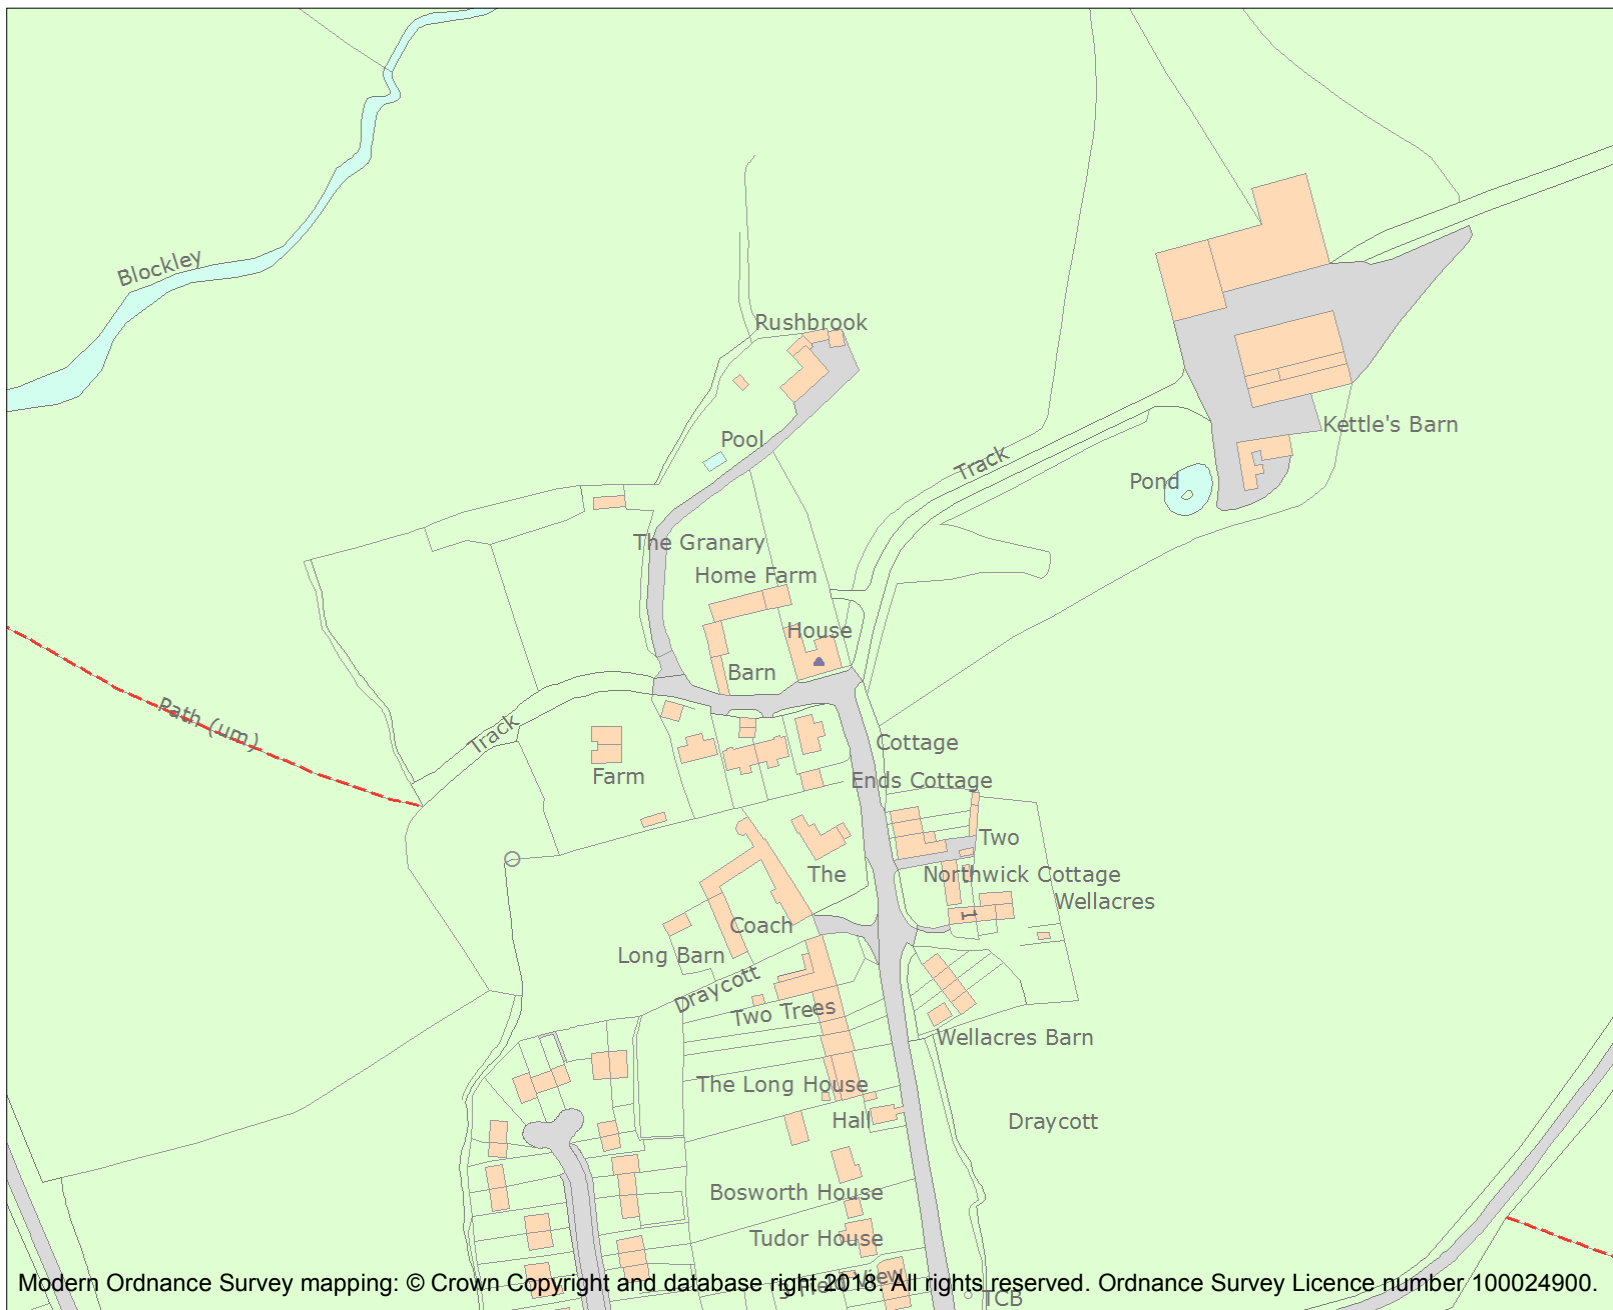 Blockley
Rushbrook
Kettle's Barn
Pool
Track
Pond
The Granary
Home Farm
House
Barn
Path (um)
Track
Cottage
Farm
Ends Cottage
Two
The
Northwick Cottage
Wellacres
1
Coach
Long Barn
Draycott
Two Trees
Wellacres Barn
The Long House
Hall
Draycott
Bosworth House
Tudor House
Field View
Modern Ordnance Survey mapping: © Crown Copyright and database right 2018. All rights reserved. Ordnance Survey Licence number 100024900.
TCB